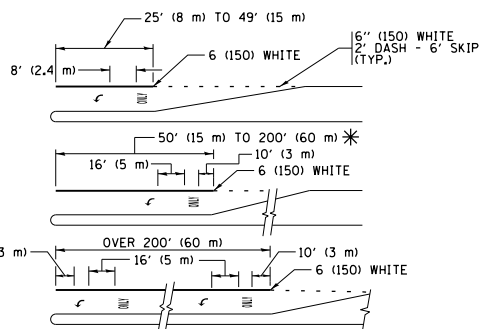 25' (8 m) TO 49' (15 m)
6" (150) WHITE
2' DASH - 6' SKIP
(TYP.)
6 (150) WHITE
8' (2.4 m)
ONLY
50' (15 m) TO 200' (60 m) *
16' (5 m)
10' (3 m)
6 (150) WHITE
ONLY
OVER 200' (60 m)
3 m)
16' (5 m)
10' (3 m)
6 (150) WHITE
ONLY
ONLY